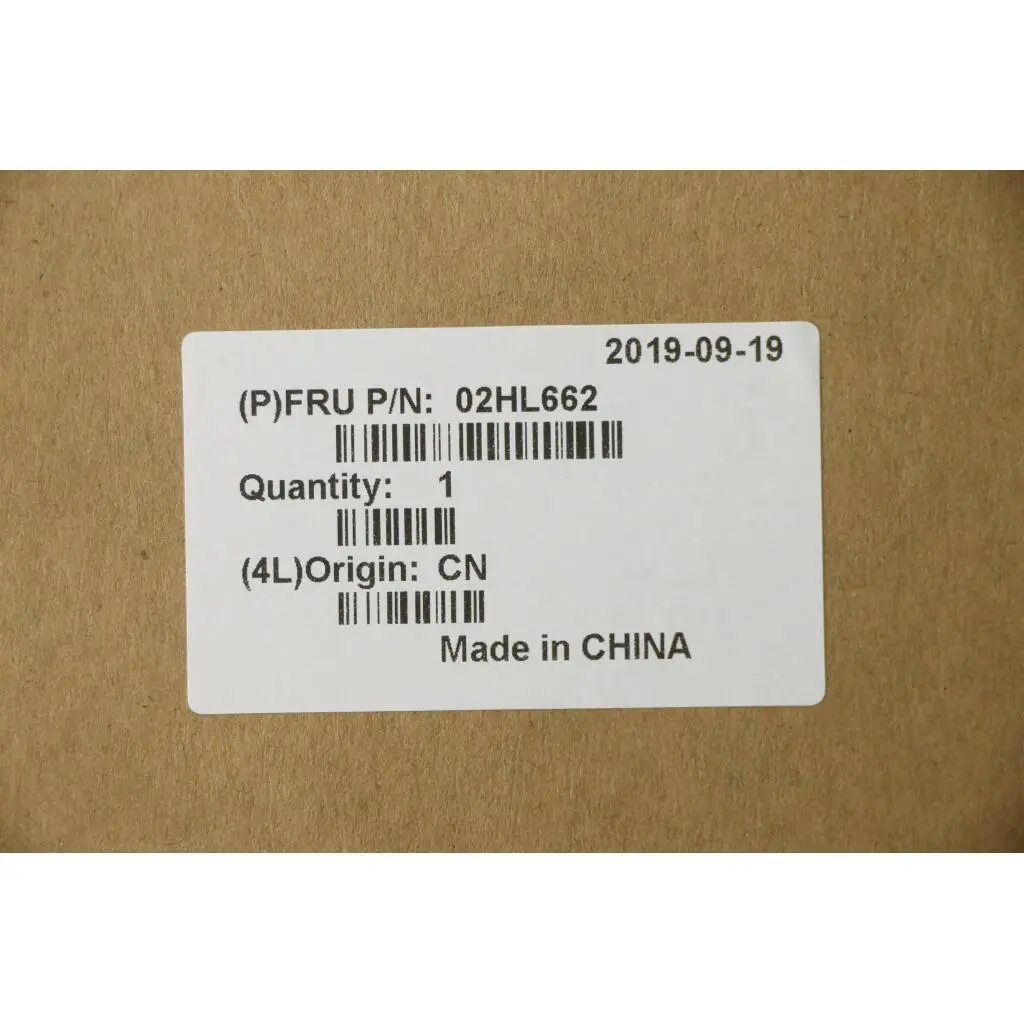 2019-09-19
(P)FRU P/N: 02HL662
Quantity: 1
(4L)Origin: CN
Made in CHINA